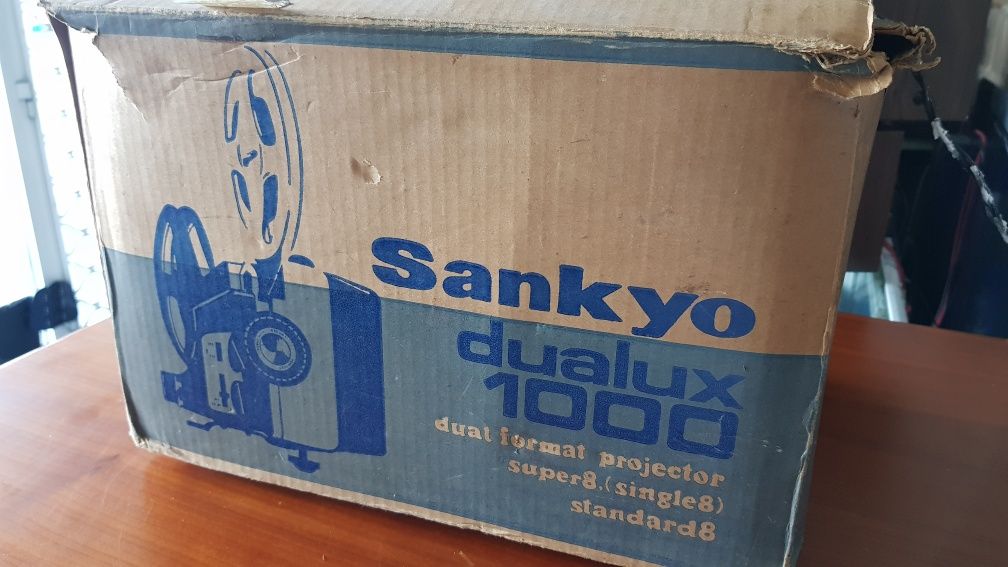 Sankyo
dualux
1000
dual format projector
super8.(single8)
standard8